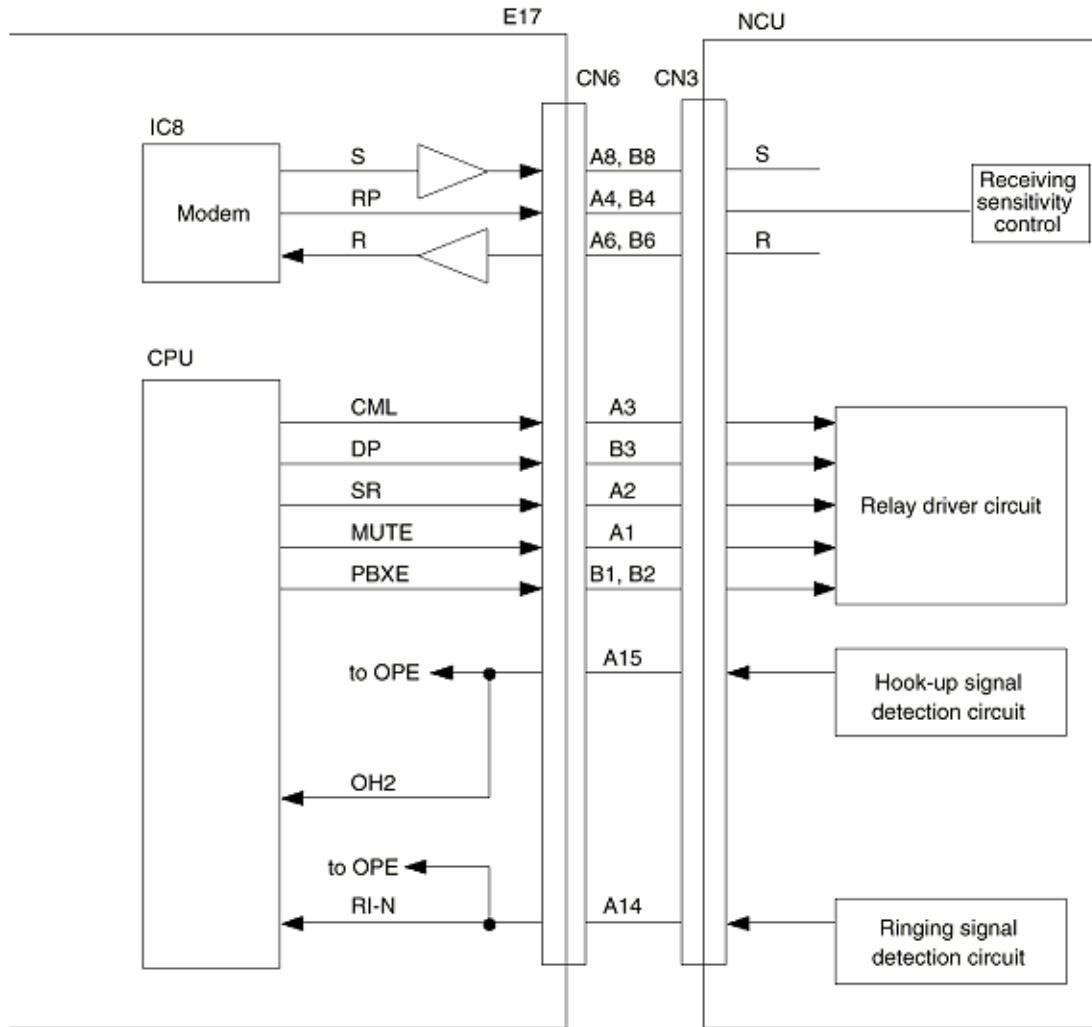 E17
NCU
CN6
CN3
IC8
Modem
S
A8, B8
S
RP
A4, B4
Receiving
sensitivity
control
R
A6, B6
R
CPU
CML
A3
DP
B3
SR
A2
MUTE
A1
PBXE
B1, B2
Relay driver circuit
to OPE
A15
Hook-up signal
detection circuit
OH2
to OPE
RI-N
A14
Ringing signal
detection circuit